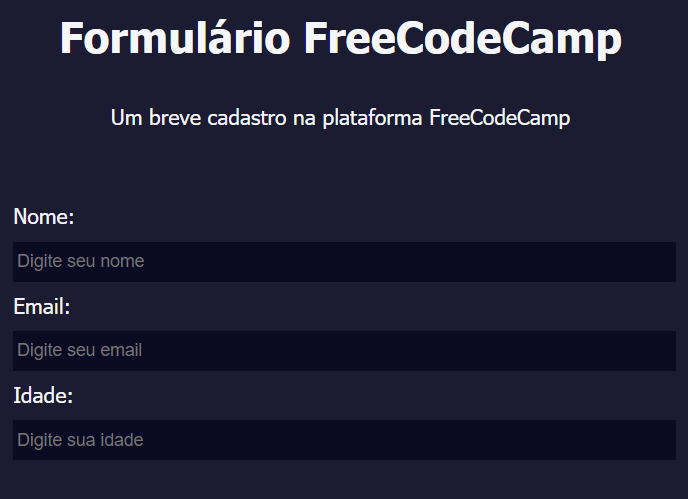 Formulário FreeCodeCamp
Um breve cadastro na plataforma FreeCodeCamp
Nome:
Digite seu nome
Email:
Digite seu email
Idade:
Digite sua idade